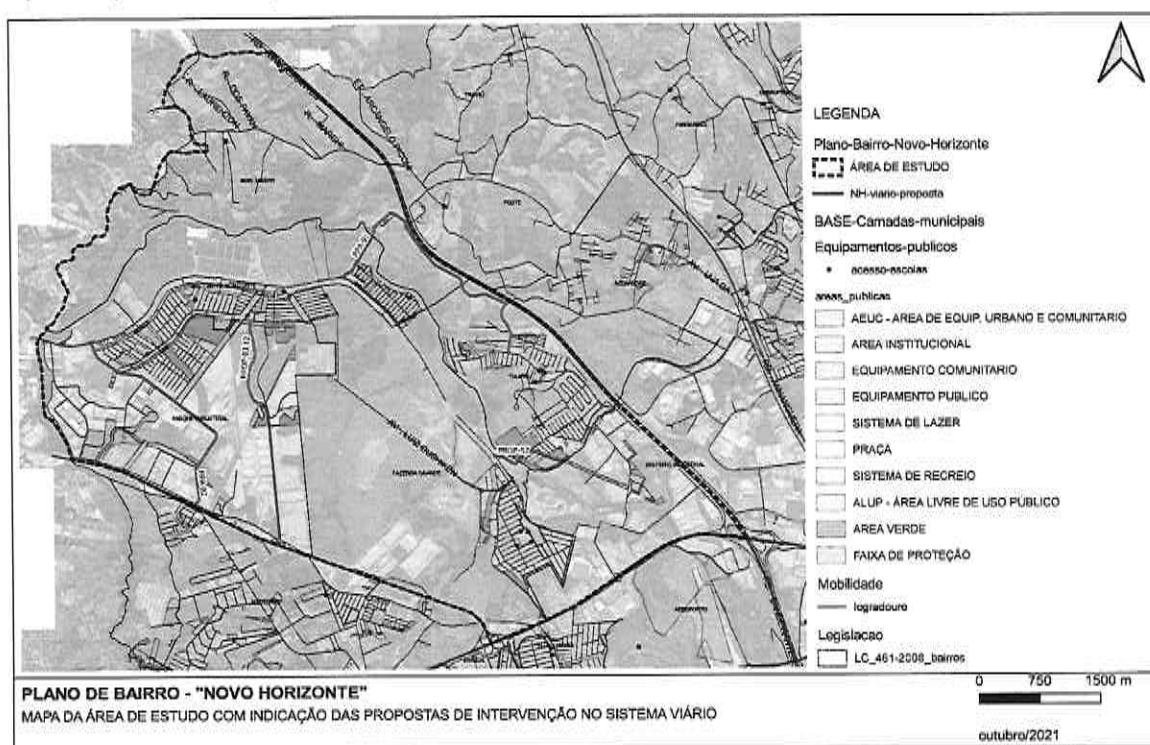 LEGENDA
Plano-Bairro-Novo-Horizonte
ÁREA DE ESTUDO
NH-viario-proposta
BASE-Camadas-municipais
Equipamentos-publicos
acesso-escolas
areas_publicas
AEUC - AREA DE EQUIP. URBANO E COMUNITARIO
AREA INSTITUCIONAL
EQUIPAMENTO COMUNITARIO
EQUIPAMENTO PUBLICO
SISTEMA DE LAZER
PRAÇA
SISTEMA DE RECREIO
ALUP - ÁREA LIVRE DE USO PÚBLICO
AREA VERDE
FAIXA DE PROTEÇÃO
Mobilidade
logradouro
Legislacao
LC_461-2008_bairros
FAZENDA GRANDE
AEROPORTO
PLANO DE BAIRRO - "NOVO HORIZONTE"
MAPA DA ÁREA DE ESTUDO COM INDICAÇÃO DAS PROPOSTAS DE INTERVENÇÃO NO SISTEMA VIÁRIO
0 750 1500 m
outubro/2021